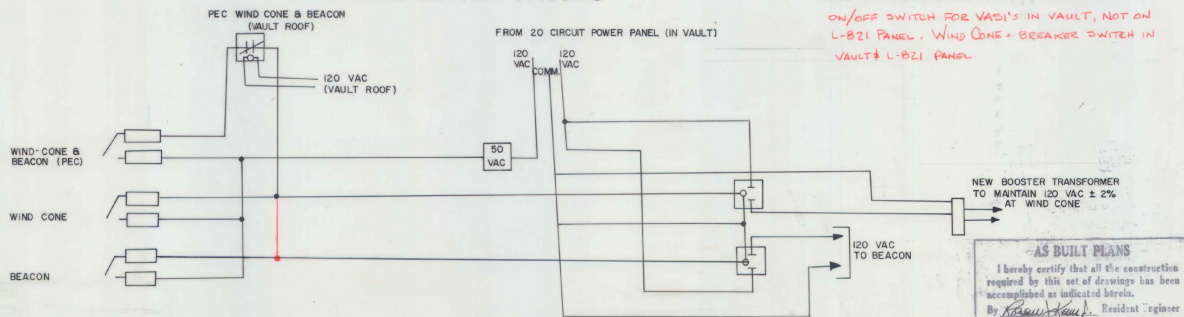 PEC WIND CONE & BEACON
(VAULT ROOF)
120 VAC
(VAULT ROOF)
FROM 20 CIRCUIT POWER PANEL (IN VAULT)
120
VAC
COMM.
120
VAC
ON/OFF SWITCH FOR VASI'S IN VAULT, NOT ON
L-821 PANEL. WIND CONE - BREAKER SWITCH IN
VAULT & L-821 PANEL
WIND-CONE &
BEACON (PEC)
50
VAC
WIND CONE
BEACON
NEW BOOSTER TRANSFORMER
TO MAINTAIN 120 VAC ± 2%
AT WIND CONE
120 VAC
TO BEACON
AS BUILT PLANS
I hereby certify that all the construction
required by this set of drawings has been
accomplished as indicated herein.
By Resident Engineer